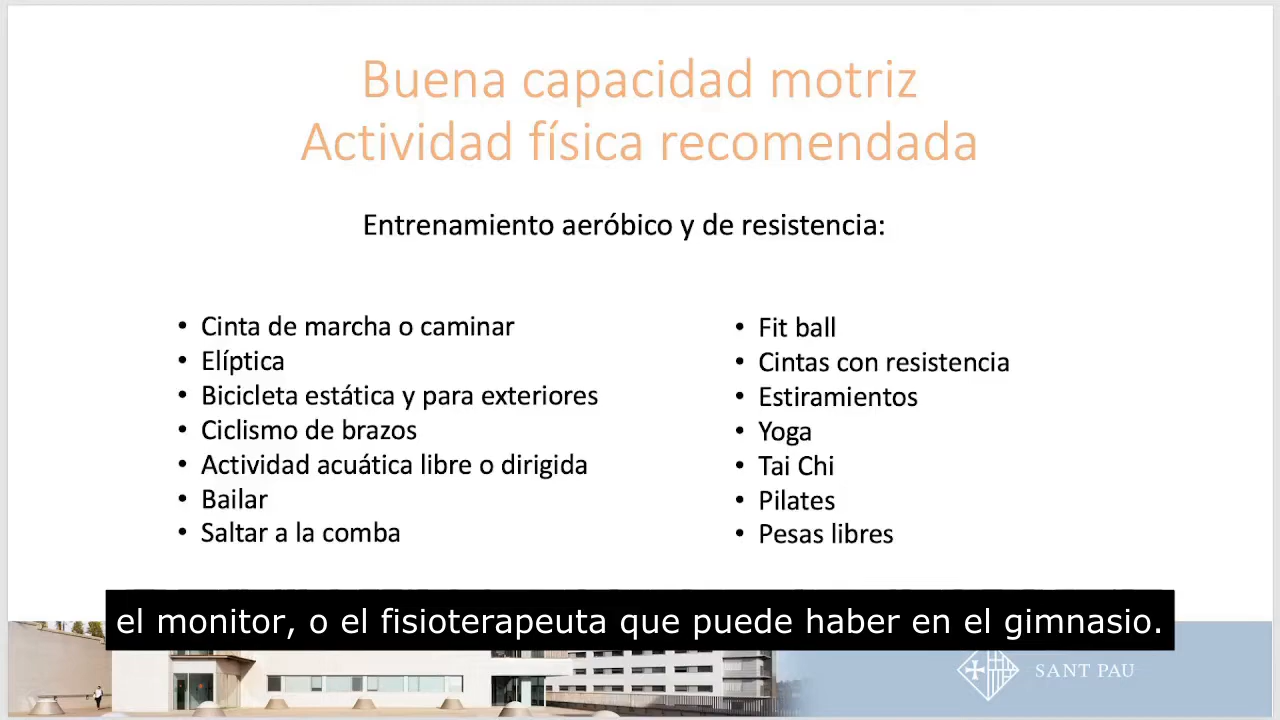 Buena capacidad motriz
Actividad física recomendada
Entrenamiento aeróbico y de resistencia:
• Cinta de marcha o caminar
• Elíptica
• Bicicleta estática y para exteriores
• Ciclismo de brazos
• Actividad acuática libre o dirigida
• Bailar
• Saltar a la comba
• Fit ball
• Cintas con resistencia
• Estiramientos
• Yoga
• Tai Chi
• Pilates
• Pesas libres
el monitor, o el fisioterapeuta que puede haber en el gimnasio.
SANT PAU